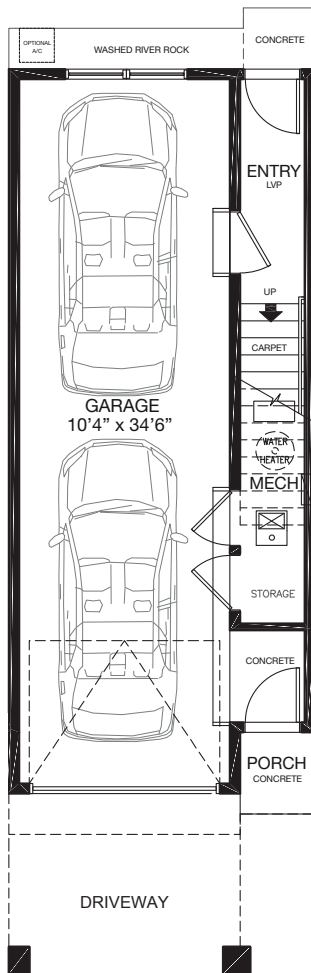 OPTIONAL
A/C
WASHED RIVER ROCK
CONCRETE
ENTRY
LVP
UP
CARPET
GARAGE
10'4" x 34'6"
WATER
HEATER
MECH
STORAGE
CONCRETE
PORCH
CONCRETE
DRIVEWAY